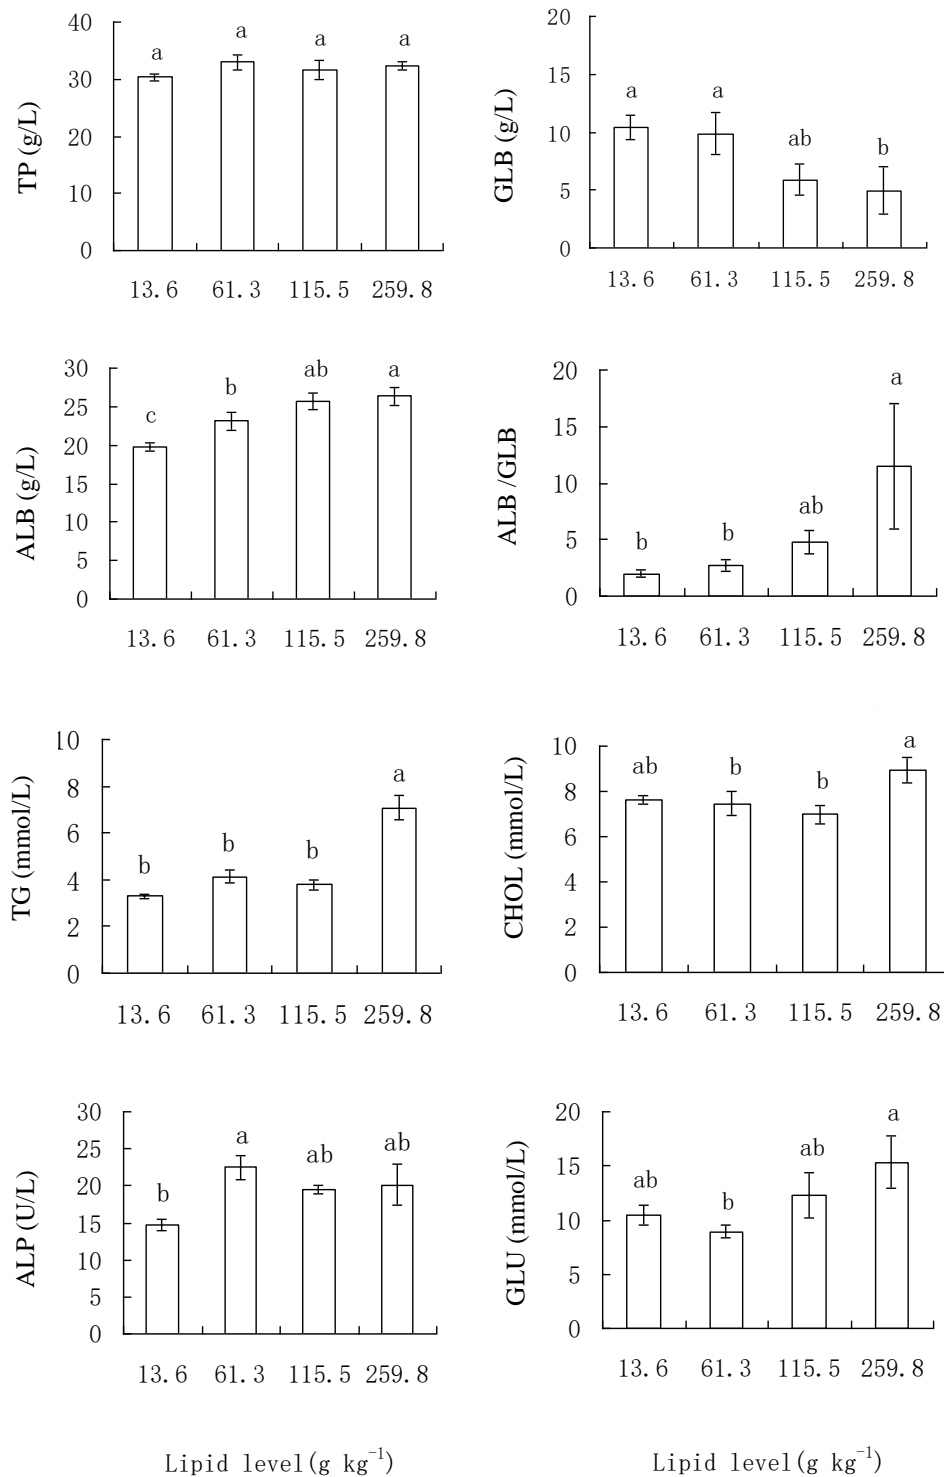 TP (g/L)
40
30
20
10
0
a a a a
13.6 61.3 115.5 259.8
GLB (g/L)
20
15
10
5
0
a a ab b
13.6 61.3 115.5 259.8
ALB (g/L)
30
25
20
15
10
5
0
c b ab a
13.6 61.3 115.5 259.8
ALB /GLB
20
15
10
5
0
b b ab a
13.6 61.3 115.5 259.8
TG (mmol/L)
10
8
6
4
2
0
b b b a
13.6 61.3 115.5 259.8
CHOL (mmol/L)
10
8
6
4
2
0
ab b b a
13.6 61.3 115.5 259.8
ALP (U/L)
30
25
20
15
10
5
0
b a ab ab
13.6 61.3 115.5 259.8
Lipid level(g kg⁻¹)
GLU (mmol/L)
20
15
10
5
0
ab b ab a
13.6 61.3 115.5 259.8
Lipid level(g kg⁻¹)